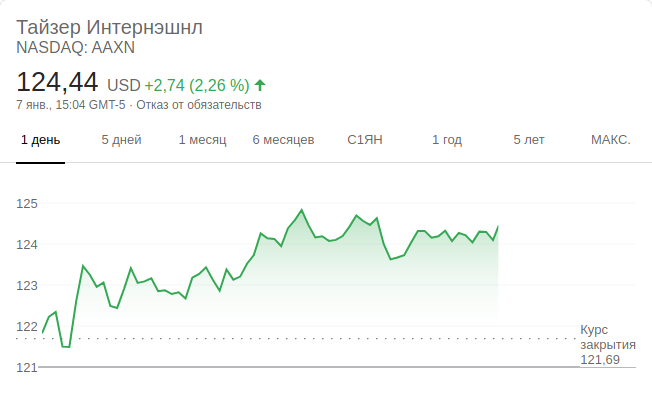 Тайзер Интернэшнл
NASDAQ: AAXN
124,44 USD +2,74 (2,26 %)
7 янв., 15:04 GMT-5 · Отказ от обязательств
1 день 5 дней 1 месяц 6 месяцев С1ЯН 1 год 5 лет МАКС.
125
124
123
122
121
Курс
закрытия
121,69